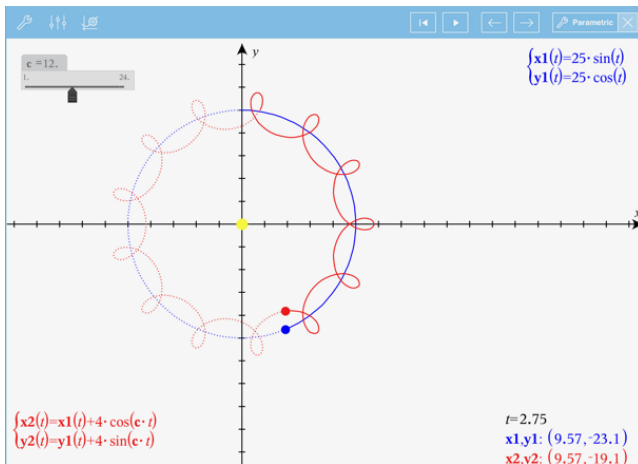 Parametric
c =12.
1. 24.
y
x1(t)=25·sin(t)
y1(t)=25·cos(t)
x
x2(t)=x1(t)+4·cos(c·t)
y2(t)=y1(t)+4·sin(c·t)
t=2.75
x1,y1: (9.57,-23.1)
x2,y2: (9.57,-19.1)